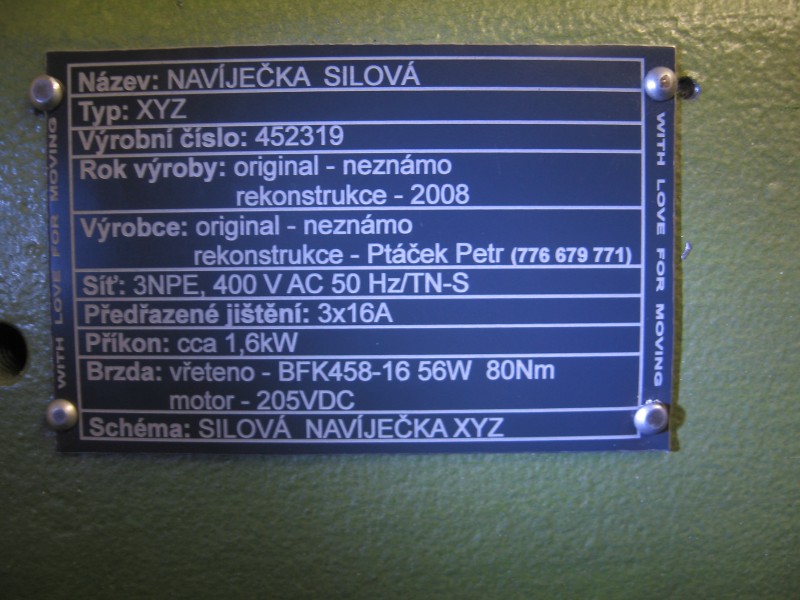 Název: NAVÍJEČKA SILOVÁ
Typ: XYZ
Výrobní číslo: 452319
Rok výroby: original - neznámo
rekonstrukce - 2008
Výrobce: original - neznámo
rekonstrukce - Ptáček Petr (776 679 771)
Síť: 3NPE, 400 V AC 50 Hz/TN-S
Předřazené jištění: 3x16A
Příkon: cca 1,6kW
Brzda: vřeteno - BFK458-16 56W 80Nm
motor - 205VDC
Schéma: SILOVÁ NAVÍJEČKA XYZ
WITH LOVE FOR MOVING
WITH LOVE FOR MOVING